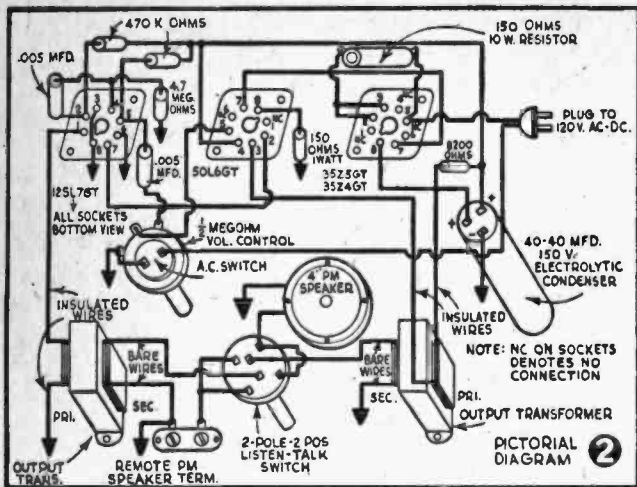 470 K OHMS
.005 MFD.
4.7
MEG.
OHMS
150 OHMS
10 W. RESISTOR
PLUG TO
120V. AC-DC.
8200
OHMS
150
OHMS
1 WATT
.005
MFD.
12SL7GT
50L6GT
35Z5GT
35Z4GT
ALL SOCKETS
BOTTOM VIEW
1/2 MEGOHM
VOL. CONTROL
A.C. SWITCH
4" PM
SPEAKER
40-40 MFD.
150 V.
ELECTROLYTIC
CONDENSER
INSULATED
WIRES
INSULATED
WIRES
NOTE: NC ON SOCKETS
DENOTES NO
CONNECTION
BARE
WIRES
BARE
WIRES
PRI.
SEC.
SEC.
PRI.
OUTPUT
TRANS.
REMOTE PM
SPEAKER TERM.
2-POLE-2 POS
LISTEN-TALK
SWITCH
OUTPUT TRANSFORMER
PICTORIAL
DIAGRAM 2